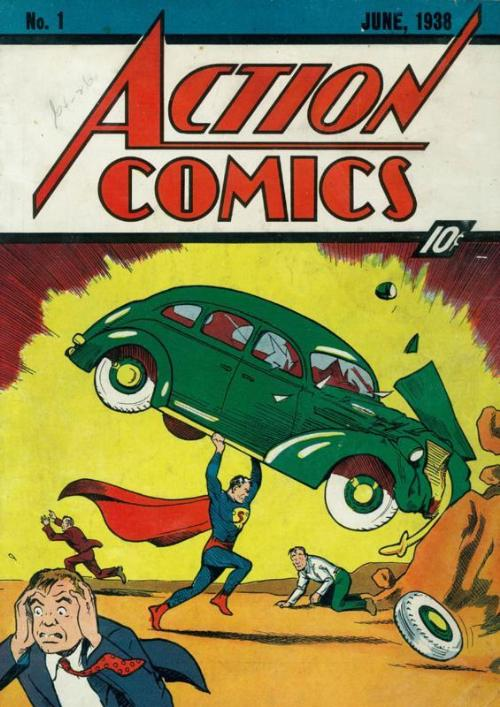 No. 1
JUNE, 1938
ACTION
COMICS
10¢
S